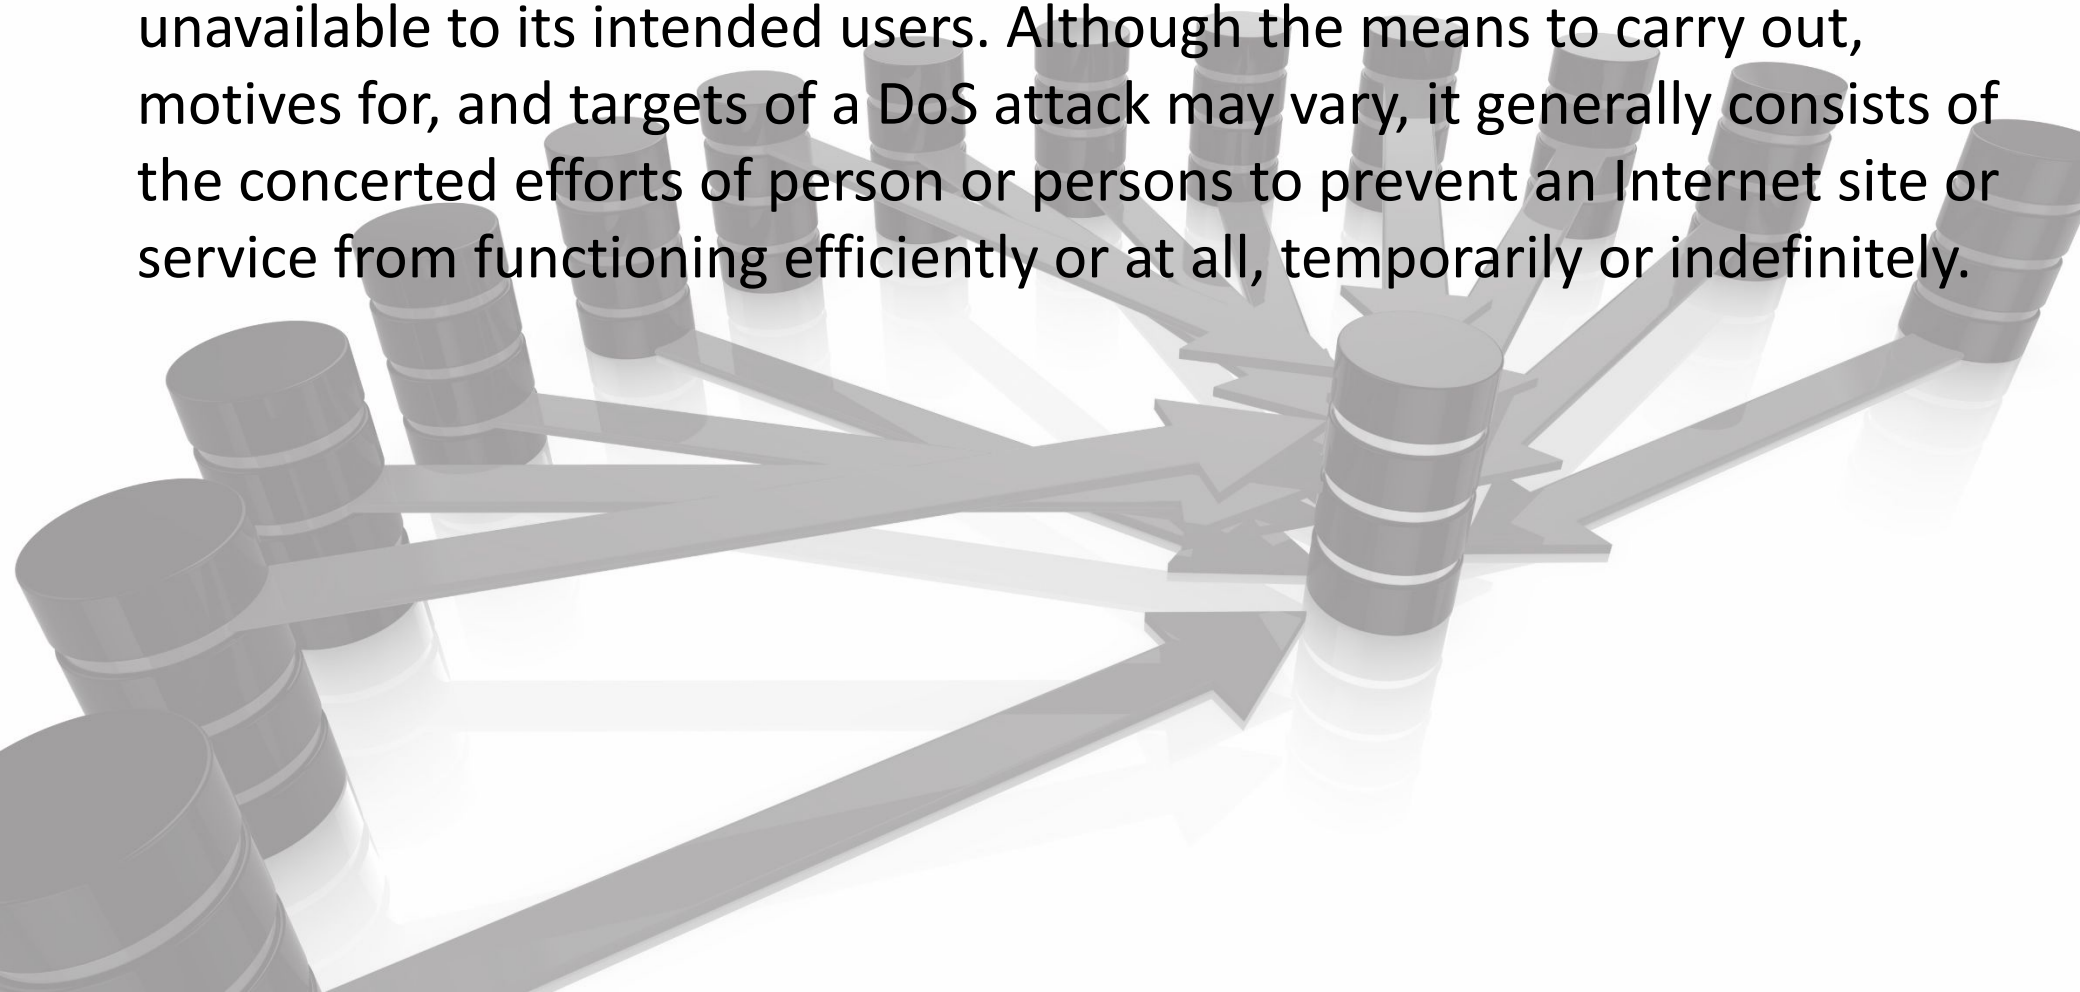 unavailable to its intended users. Although the means to carry out,
motives for, and targets of a DoS attack may vary, it generally consists of
the concerted efforts of person or persons to prevent an Internet site or
service from functioning efficiently or at all, temporarily or indefinitely.